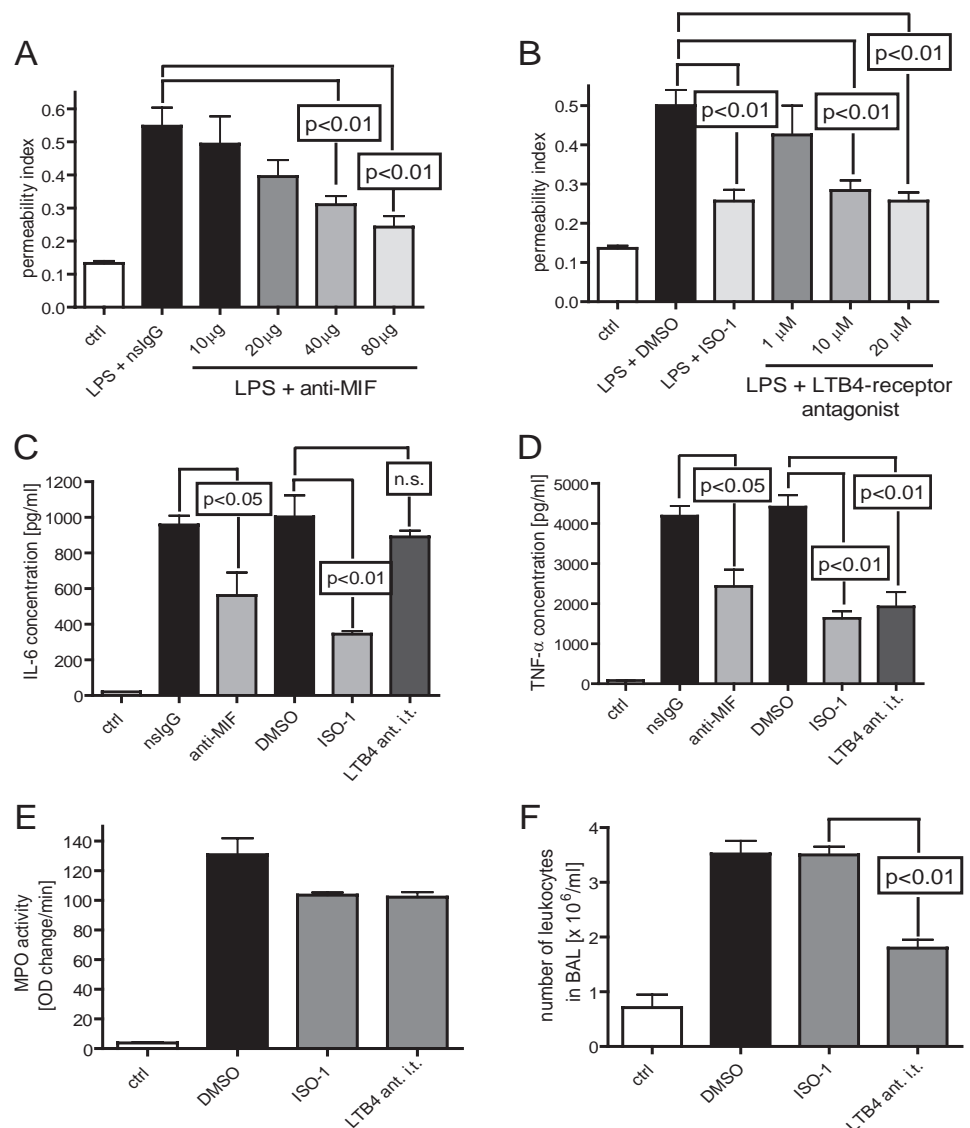 A
permeability index
0.6
0.5
0.4
0.3
0.2
0.1
0.0
p<0.01
p<0.01
ctrl
LPS + nsIgG
10µg
20µg
40µg
80µg
LPS + anti-MIF
B
permeability index
0.5
0.4
0.3
0.2
0.1
0.0
p<0.01
p<0.01
p<0.01
ctrl
LPS + DMSO
LPS + ISO-1
1 µM
10 µM
20 µM
LPS + LTB4-receptor
antagonist
C
IL-6 concentration [pg/ml]
1200
1000
800
600
400
200
0
p<0.05
n.s.
p<0.01
ctrl
nsIgG
anti-MIF
DMSO
ISO-1
LTB4 ant. i.t.
D
TNF-α concentration [pg/ml]
5000
4000
3000
2000
1000
0
p<0.05
p<0.01
p<0.01
ctrl
nsIgG
anti-MIF
DMSO
ISO-1
LTB4 ant. i.t.
E
MPO activity
[OD change/min]
140
120
100
80
60
40
20
0
ctrl
DMSO
ISO-1
LTB4 ant. i.t.
F
number of leukocytes
in BAL [x 10^6/ml]
4
3
2
1
0
p<0.01
ctrl
DMSO
ISO-1
LTB4 ant. i.t.